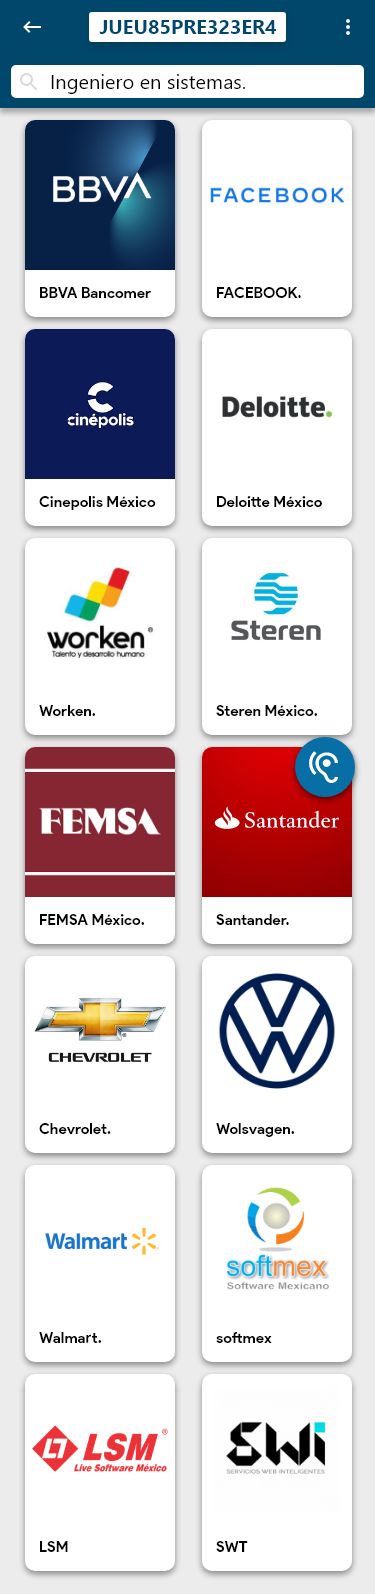 JUEU85PRE323ER4
Ingeniero en sistemas.
BBVA
FACEBOOK
BBVA Bancomer
FACEBOOK.
cinépolis
Deloitte.
Cinepolis México
Deloitte México
worken®
Talento y desarrollo humano
Steren
Worken.
Steren México.
FEMSA
Santander
FEMSA México.
Santander.
CHEVROLET
Chevrolet.
Wolsvagen.
Walmart
softmex
Software Mexicano
Walmart.
softmex
LSM®
Live Software México
SWi
SERVICIOS WEB INTELIGENTES
LSM
SWT